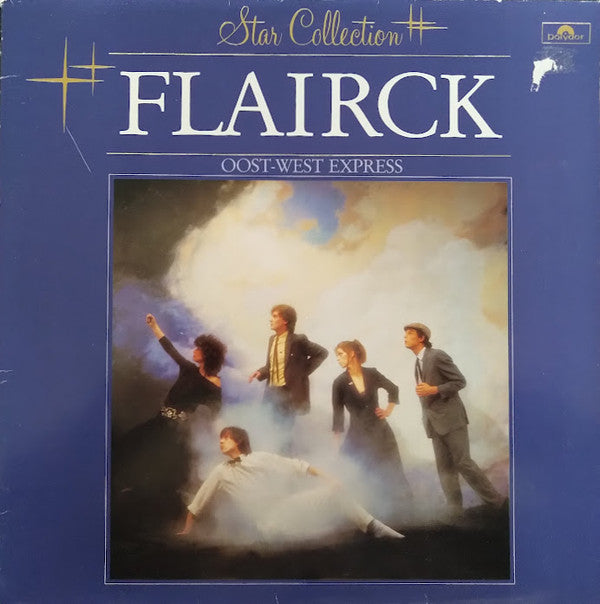 Star Collection
polydor
FLAIRCK
OOST-WEST EXPRESS